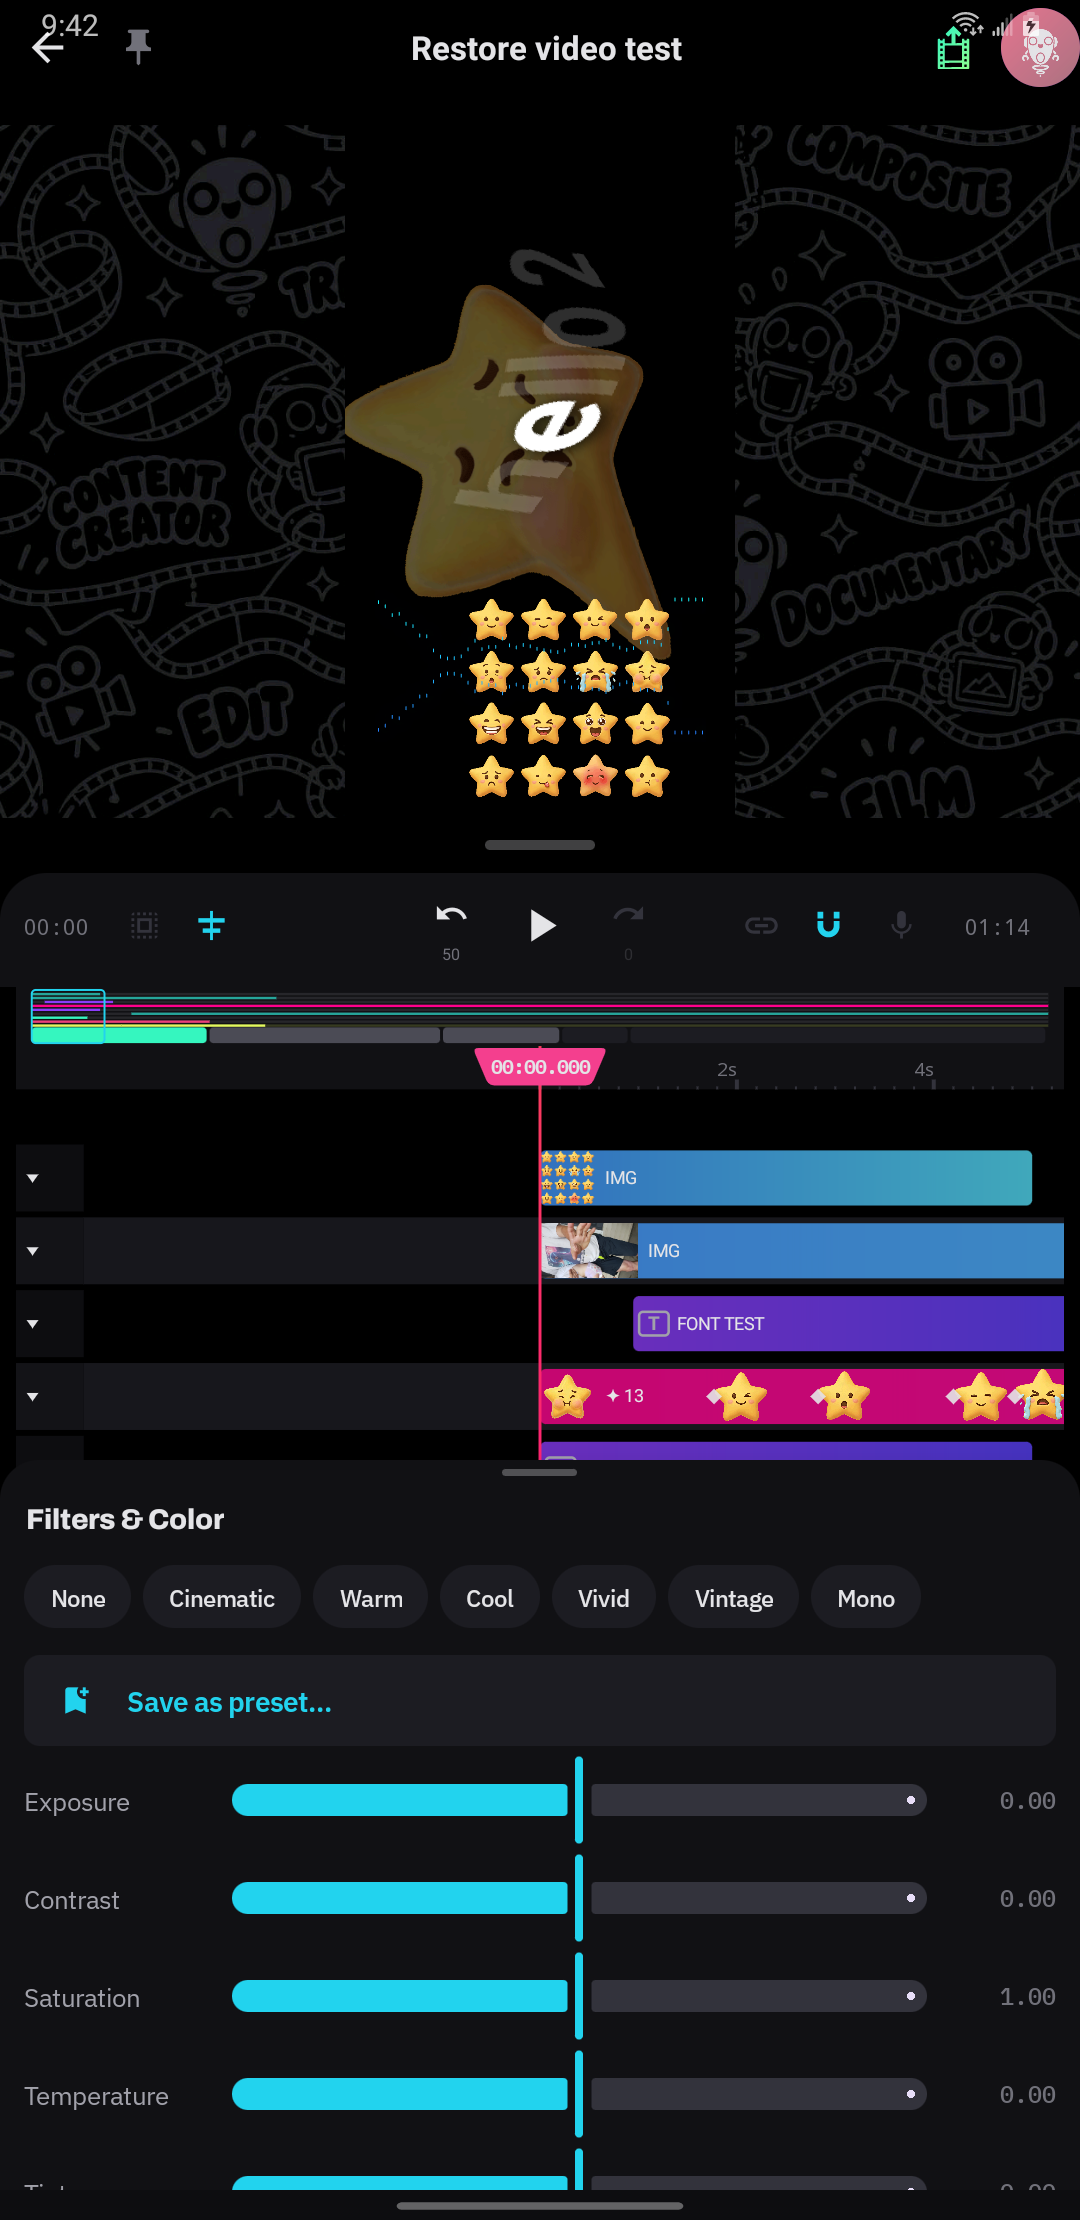 9:42
Restore video test
COMPOSITE
CONTENT
CREATOR
DOCUMENTARY
EDIT
FILM
hello2
00:00
50
0
01:14
00:00.000
2s
4s
IMG
IMG
T FONT TEST
13
Filters & Color
None
Cinematic
Warm
Cool
Vivid
Vintage
Mono
Save as preset...
Exposure
0.00
Contrast
0.00
Saturation
1.00
Temperature
0.00